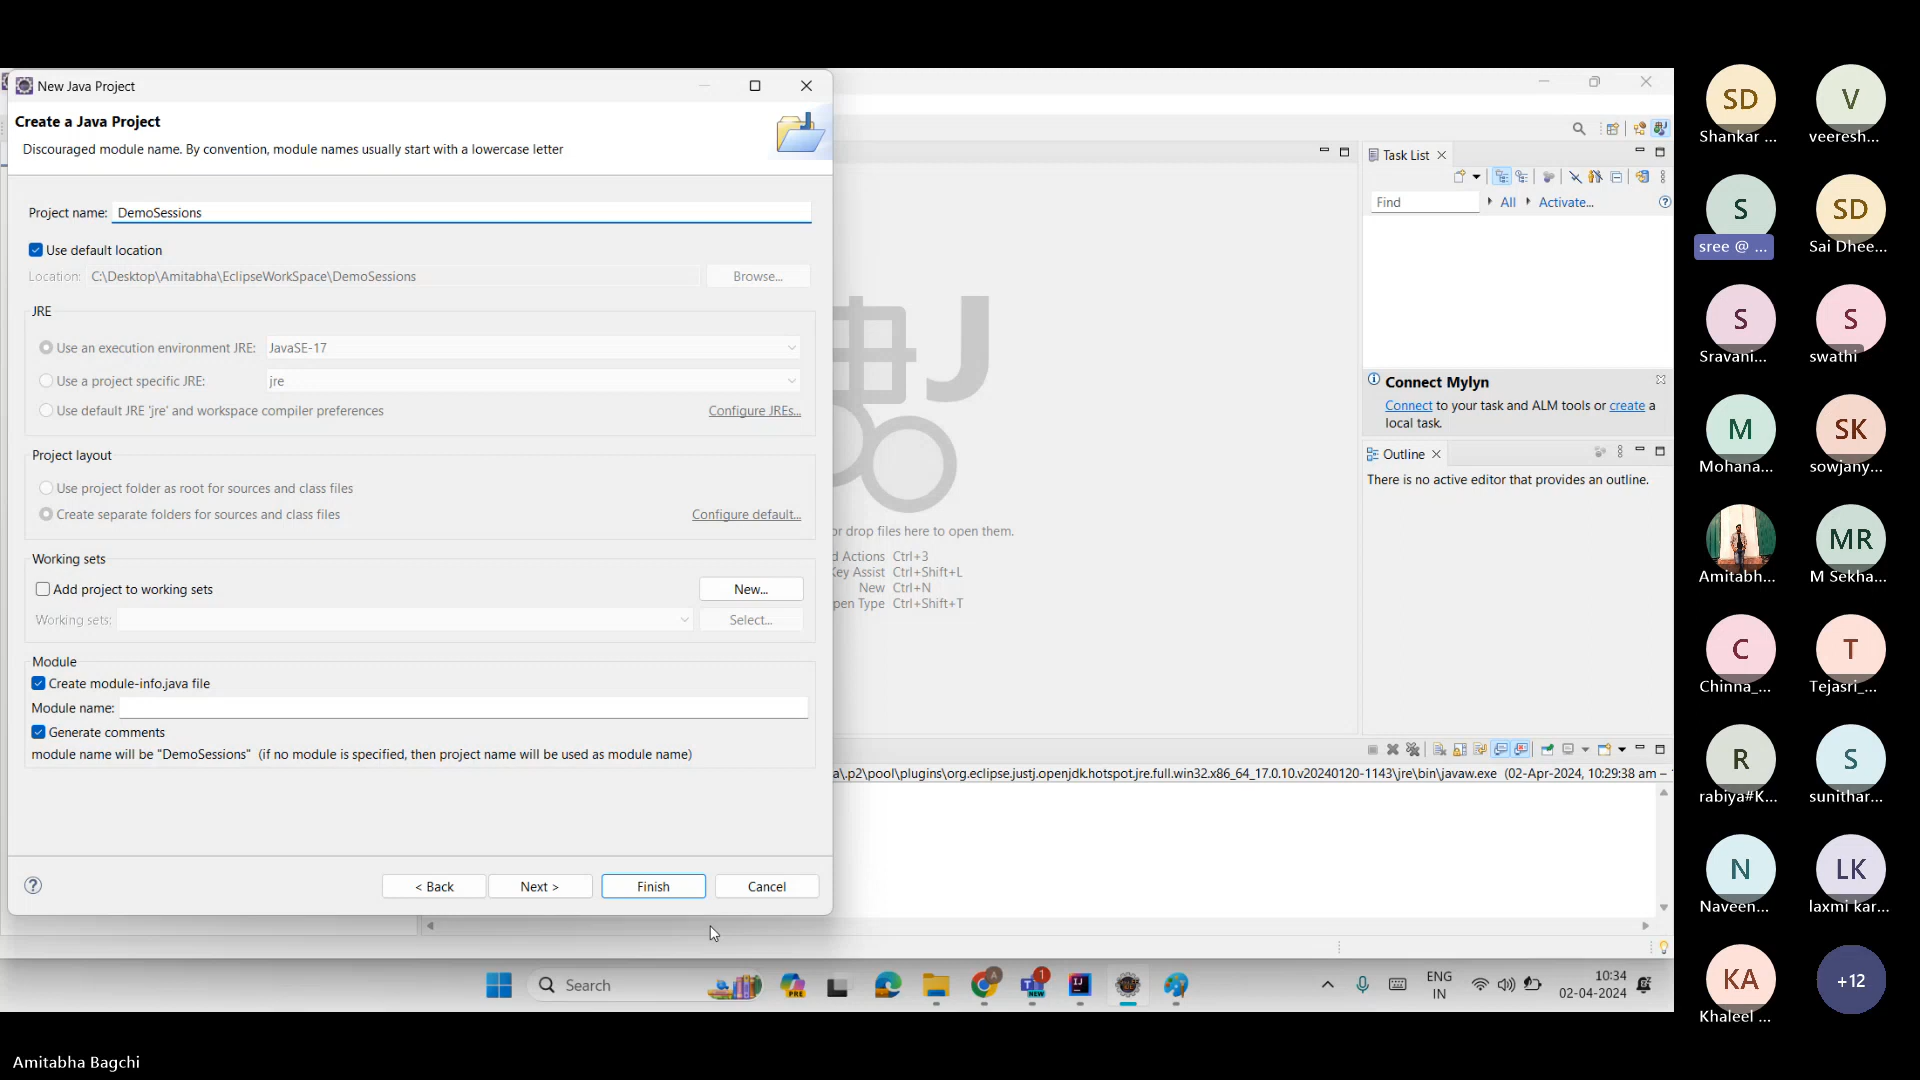 New Java Project
Create a Java Project
Discouraged module name. By convention, module names usually start with a lowercase letter
Project name: DemoSessions
Use default location
Location: C:\Desktop\Amitabha\EclipseWorkSpace\DemoSessions Browse...
JRE
Use an execution environment JRE: JavaSE-17
Use a project specific JRE: jre
Use default JRE 'jre' and workspace compiler preferences Configure JREs...
Project layout
Use project folder as root for sources and class files
Create separate folders for sources and class files Configure default...
Working sets
Add project to working sets New...
Working sets: Select...
Module
Create module-info.java file
Module name:
Generate comments
module name will be "DemoSessions" (if no module is specified, then project name will be used as module name)
< Back Next > Finish Cancel
or drop files here to open them.
d Actions Ctrl+3
Key Assist Ctrl+Shift+L
New Ctrl+N
pen Type Ctrl+Shift+T
Task List
Find All Activate...
Connect Mylyn
Connect to your task and ALM tools or create a
local task.
Outline
There is no active editor that provides an outline.
a\.p2\pool\plugins\org.eclipse.justj.openjdk.hotspot.jre.full.win32.x86_64_17.0.10.v20240120-1143\jre\bin\javaw.exe (02-Apr-2024, 10:29:38 am –
Search
PRE
NEW
1
A
ENG
IN
10:34
02-04-2024
SD V
Shankar ... veeresh...
S SD
sree @ ... Sai Dhee...
S S
Sravani... swathi
M SK
Mohana... sowjany...
MR
Amitabh... M Sekha...
C T
Chinna_... Tejasri_...
R S
rabiya#K... sunithar...
N LK
Naveen... laxmi kar...
KA +12
Khaleel ...
Amitabha Bagchi